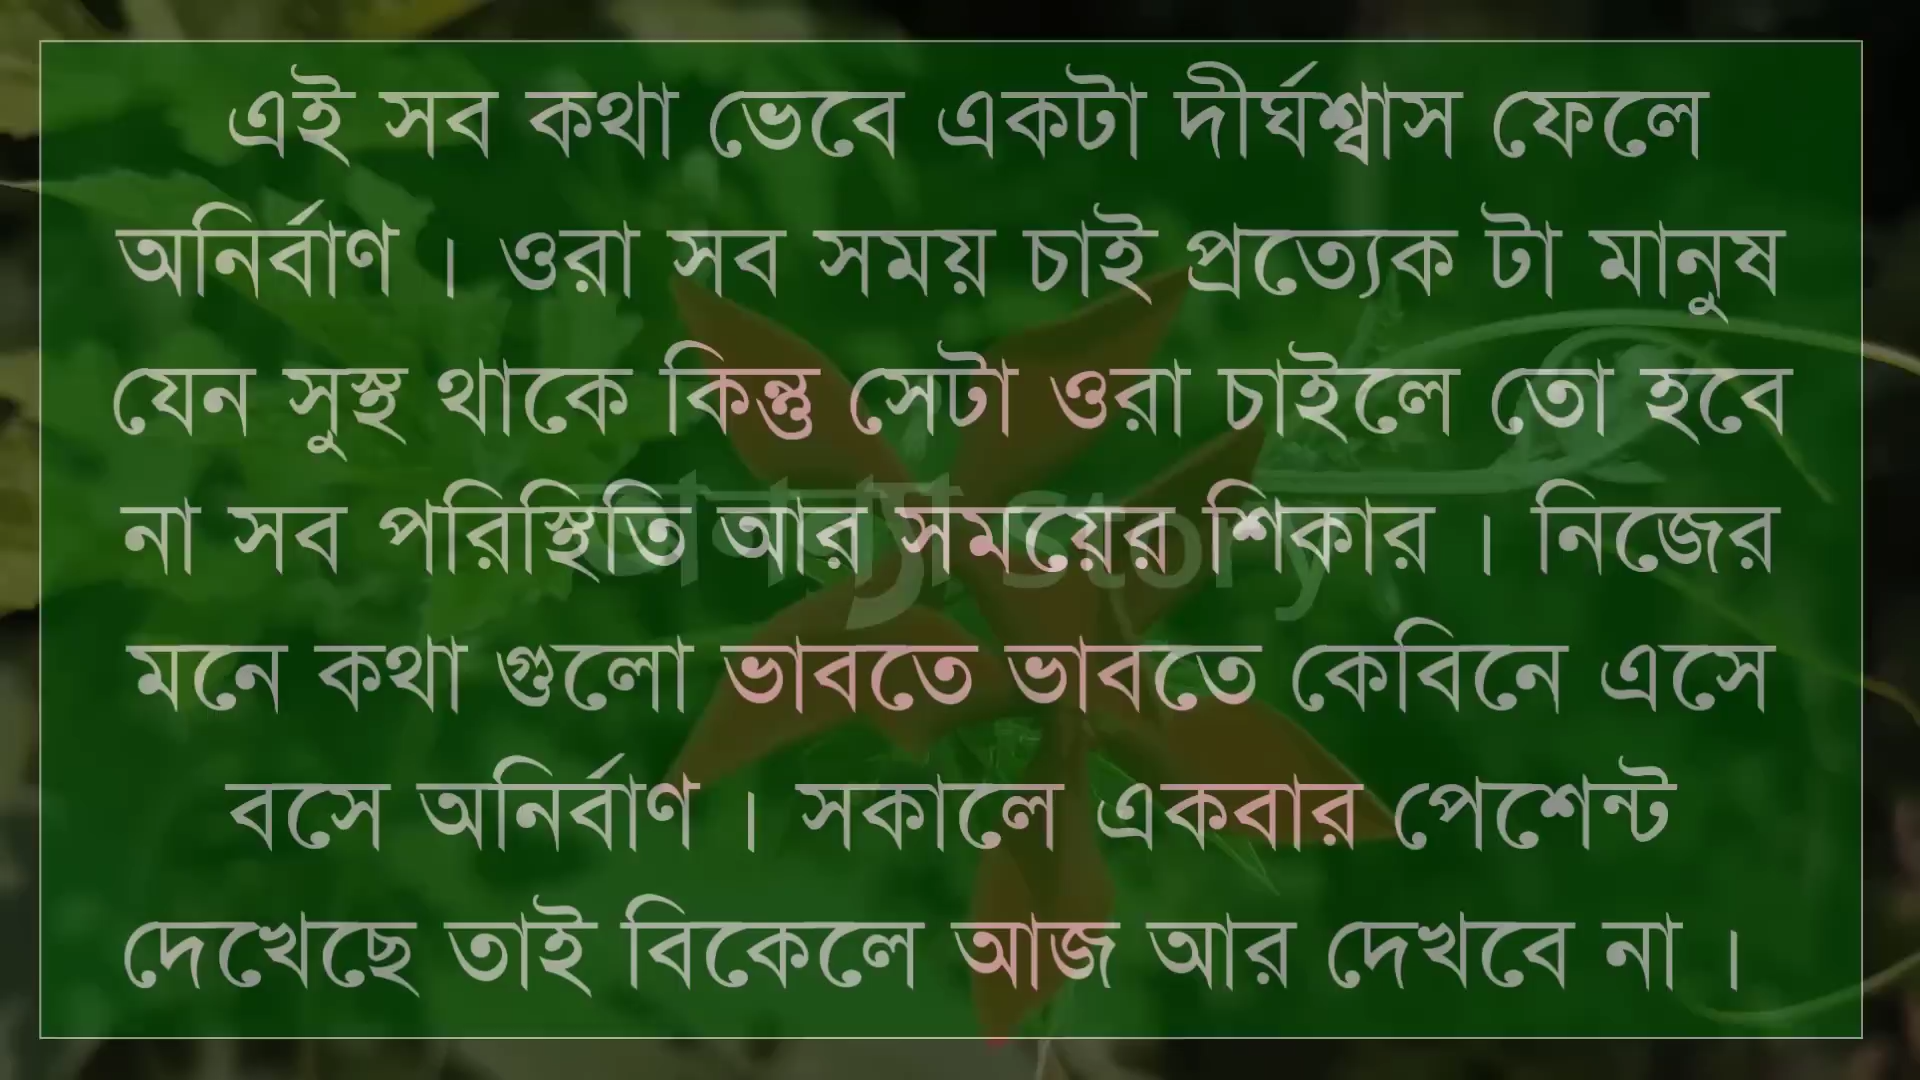 এই সব কথা ভেবে একটা দীর্ঘশ্বাস ফেলে
অনির্বাণ । ওরা সব সময় চাই প্রত্যেক টা মানুষ
যেন সুস্থ থাকে কিন্তু সেটা ওরা চাইলে তো হবে
না সব পরিস্থিতি আর সময়ের শিকার । নিজের
মনে কথা গুলো ভাবতে ভাবতে কেবিনে এসে
বসে অনির্বাণ । সকালে একবার পেশেন্ট
দেখেছে তাই বিকেলে আজ আর দেখবে না ।
Story